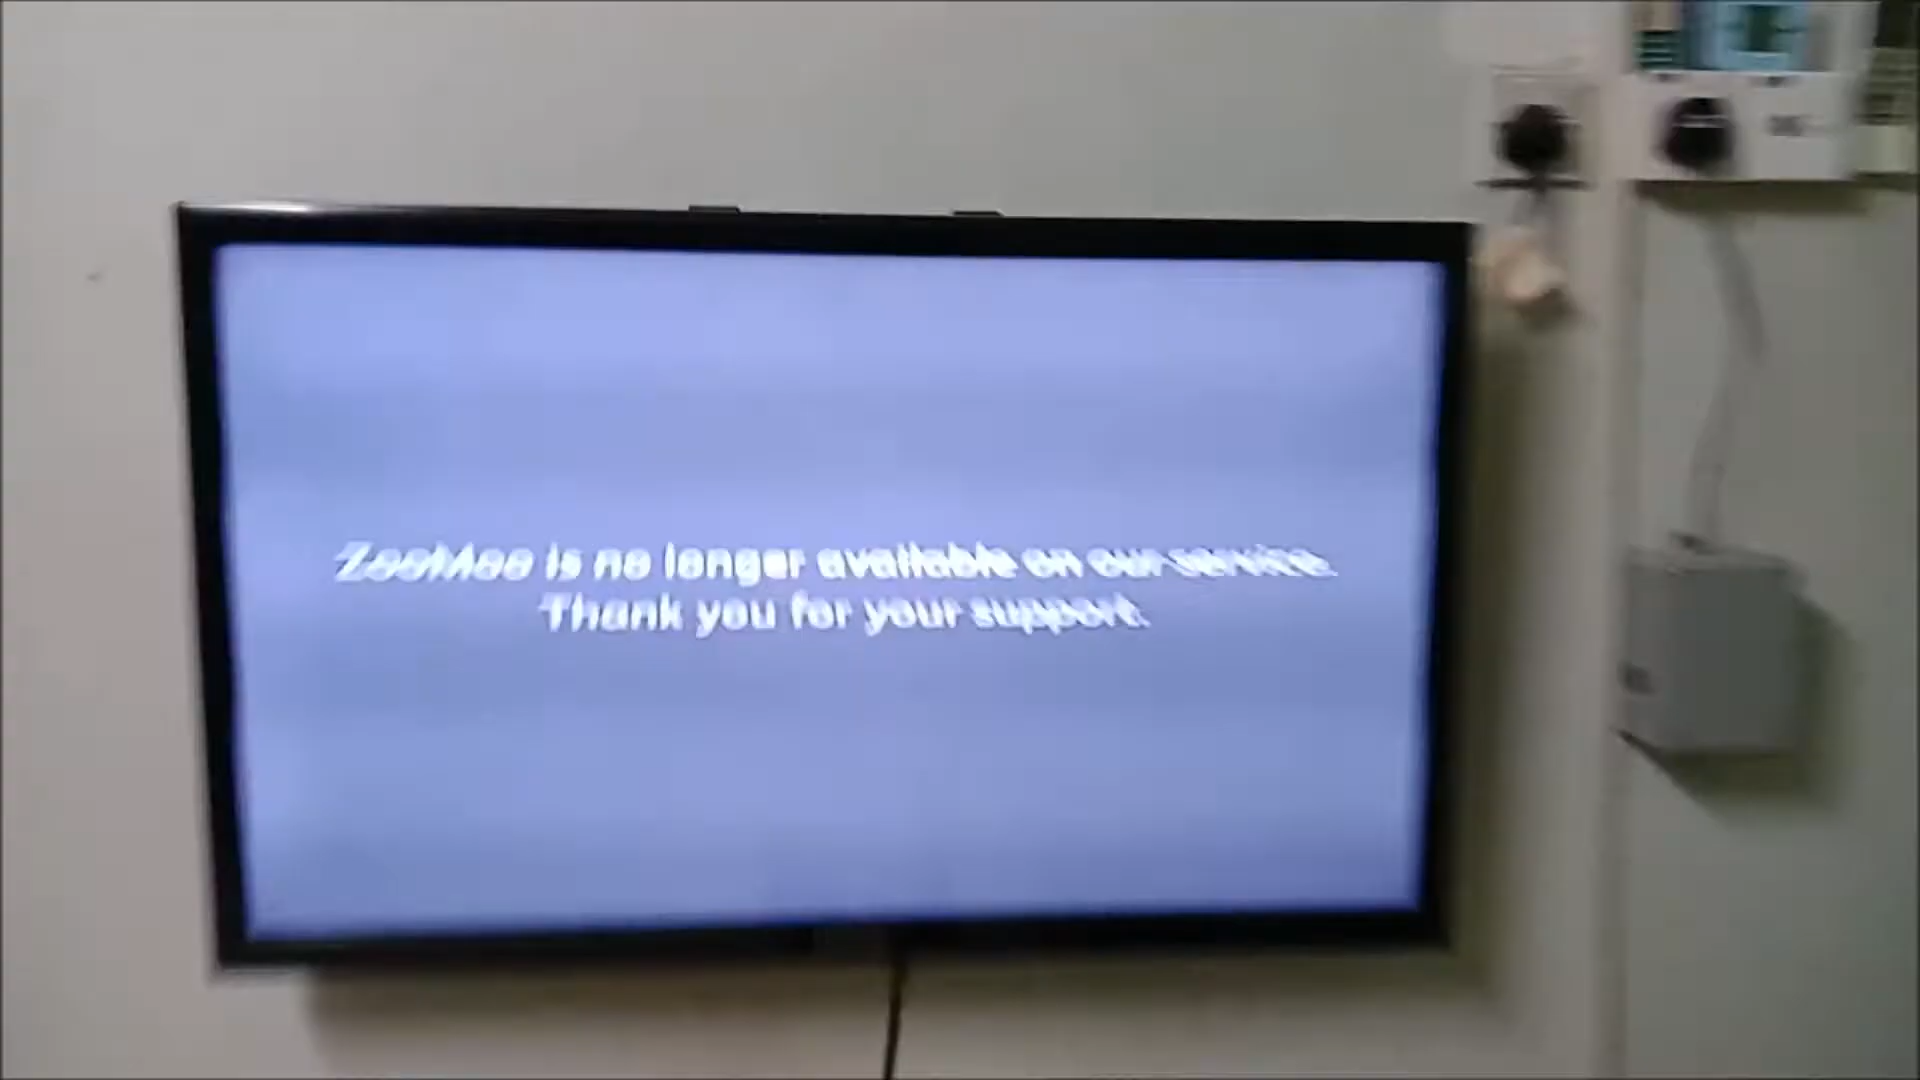 ZooMoo is no longer available on our service.
Thank you for your support.